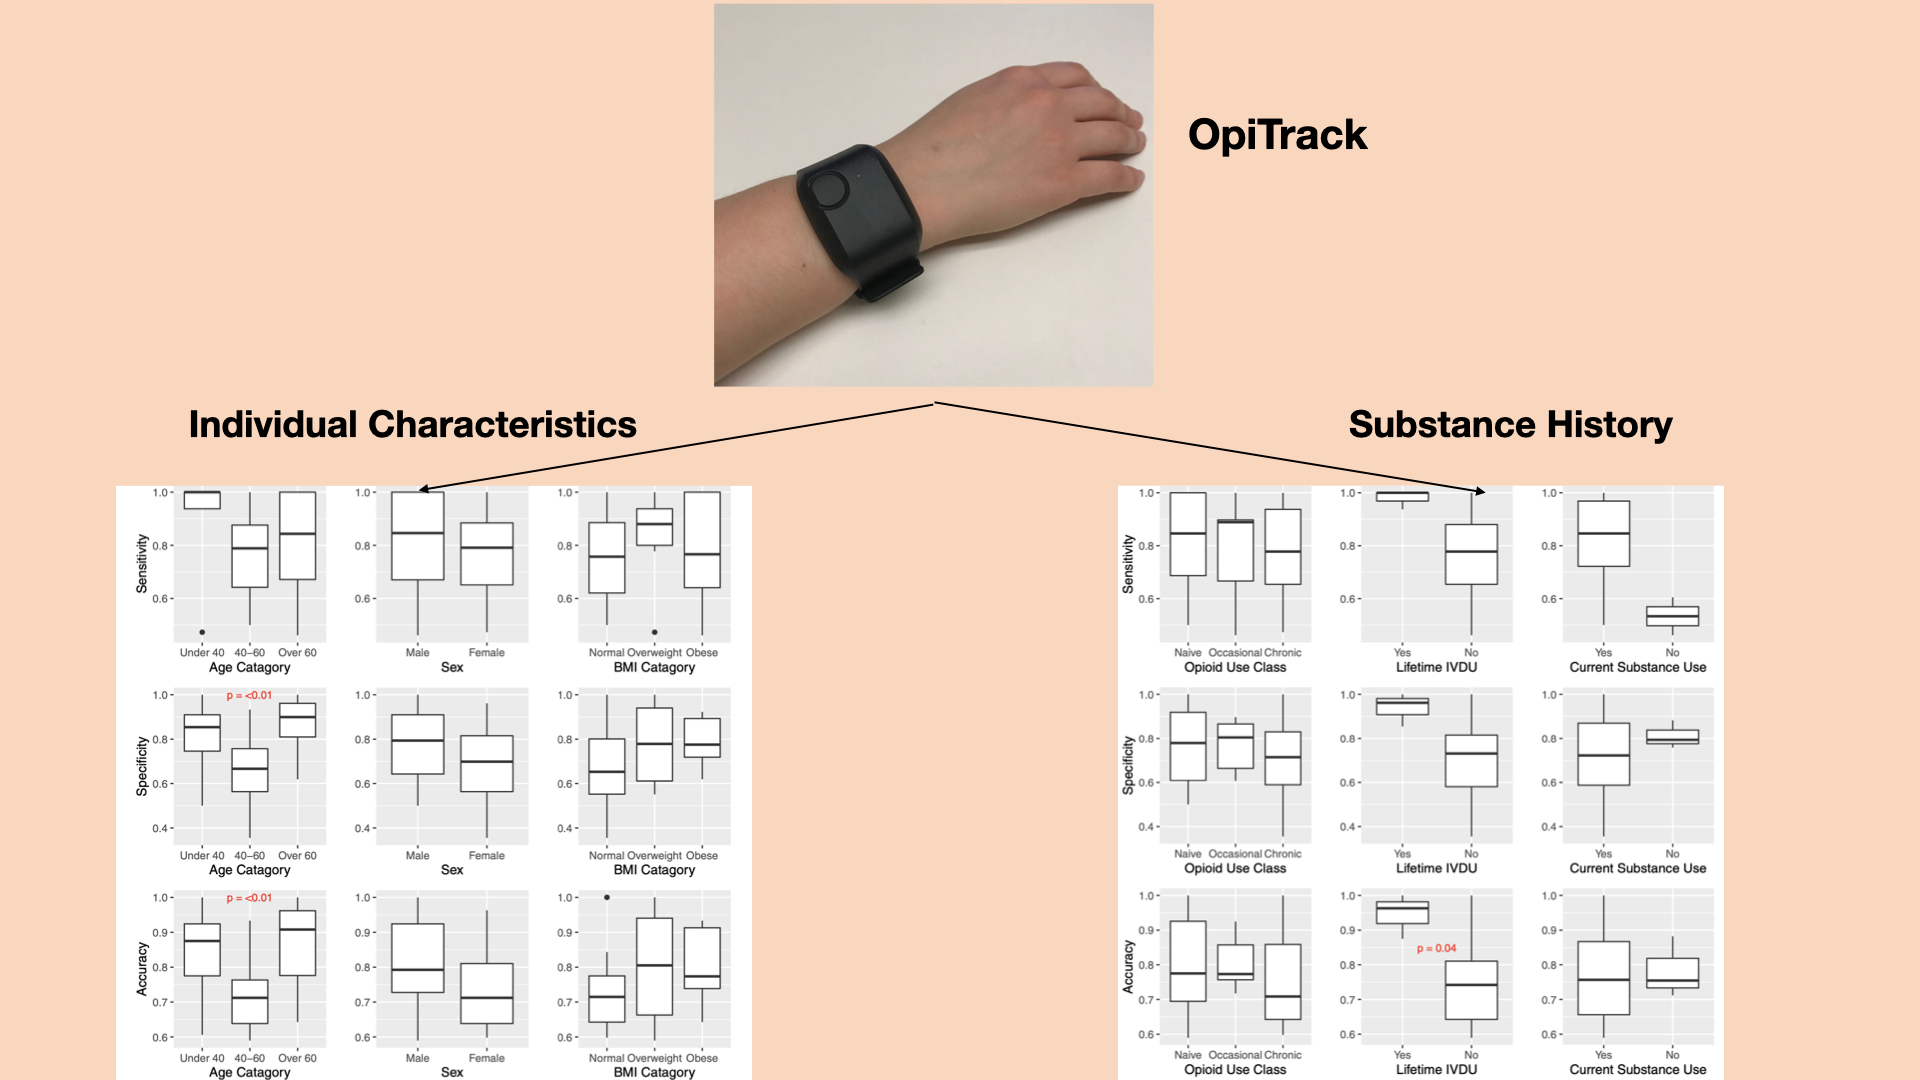 OpiTrack
Individual Characteristics
Substance History
1.0
0.8
0.6
Sensitivity
Under 40 40–60 Over 60
Age Catagory
1.0
0.8
0.6
Male Female
Sex
1.0
0.8
0.6
Normal Overweight Obese
BMI Catagory
p = <0.01
1.0
0.8
0.6
0.4
Specificity
Under 40 40–60 Over 60
Age Catagory
1.0
0.8
0.6
0.4
Male Female
Sex
1.0
0.8
0.6
0.4
Normal Overweight Obese
BMI Catagory
p = <0.01
1.0
0.9
0.8
0.7
0.6
Accuracy
Under 40 40–60 Over 60
Age Catagory
1.0
0.9
0.8
0.7
0.6
Male Female
Sex
1.0
0.9
0.8
0.7
0.6
Normal Overweight Obese
BMI Catagory
1.0
0.8
0.6
Sensitivity
Naive Occasional Chronic
Opioid Use Class
1.0
0.8
0.6
Yes No
Lifetime IVDU
1.0
0.8
0.6
Yes No
Current Substance Use
1.0
0.8
0.6
0.4
Specificity
Naive Occasional Chronic
Opioid Use Class
1.0
0.8
0.6
0.4
Yes No
Lifetime IVDU
1.0
0.8
0.6
0.4
Yes No
Current Substance Use
1.0
0.9
0.8
0.7
0.6
Accuracy
Naive Occasional Chronic
Opioid Use Class
1.0
0.9
0.8
0.7
0.6
p = 0.04
Yes No
Lifetime IVDU
1.0
0.9
0.8
0.7
0.6
Yes No
Current Substance Use